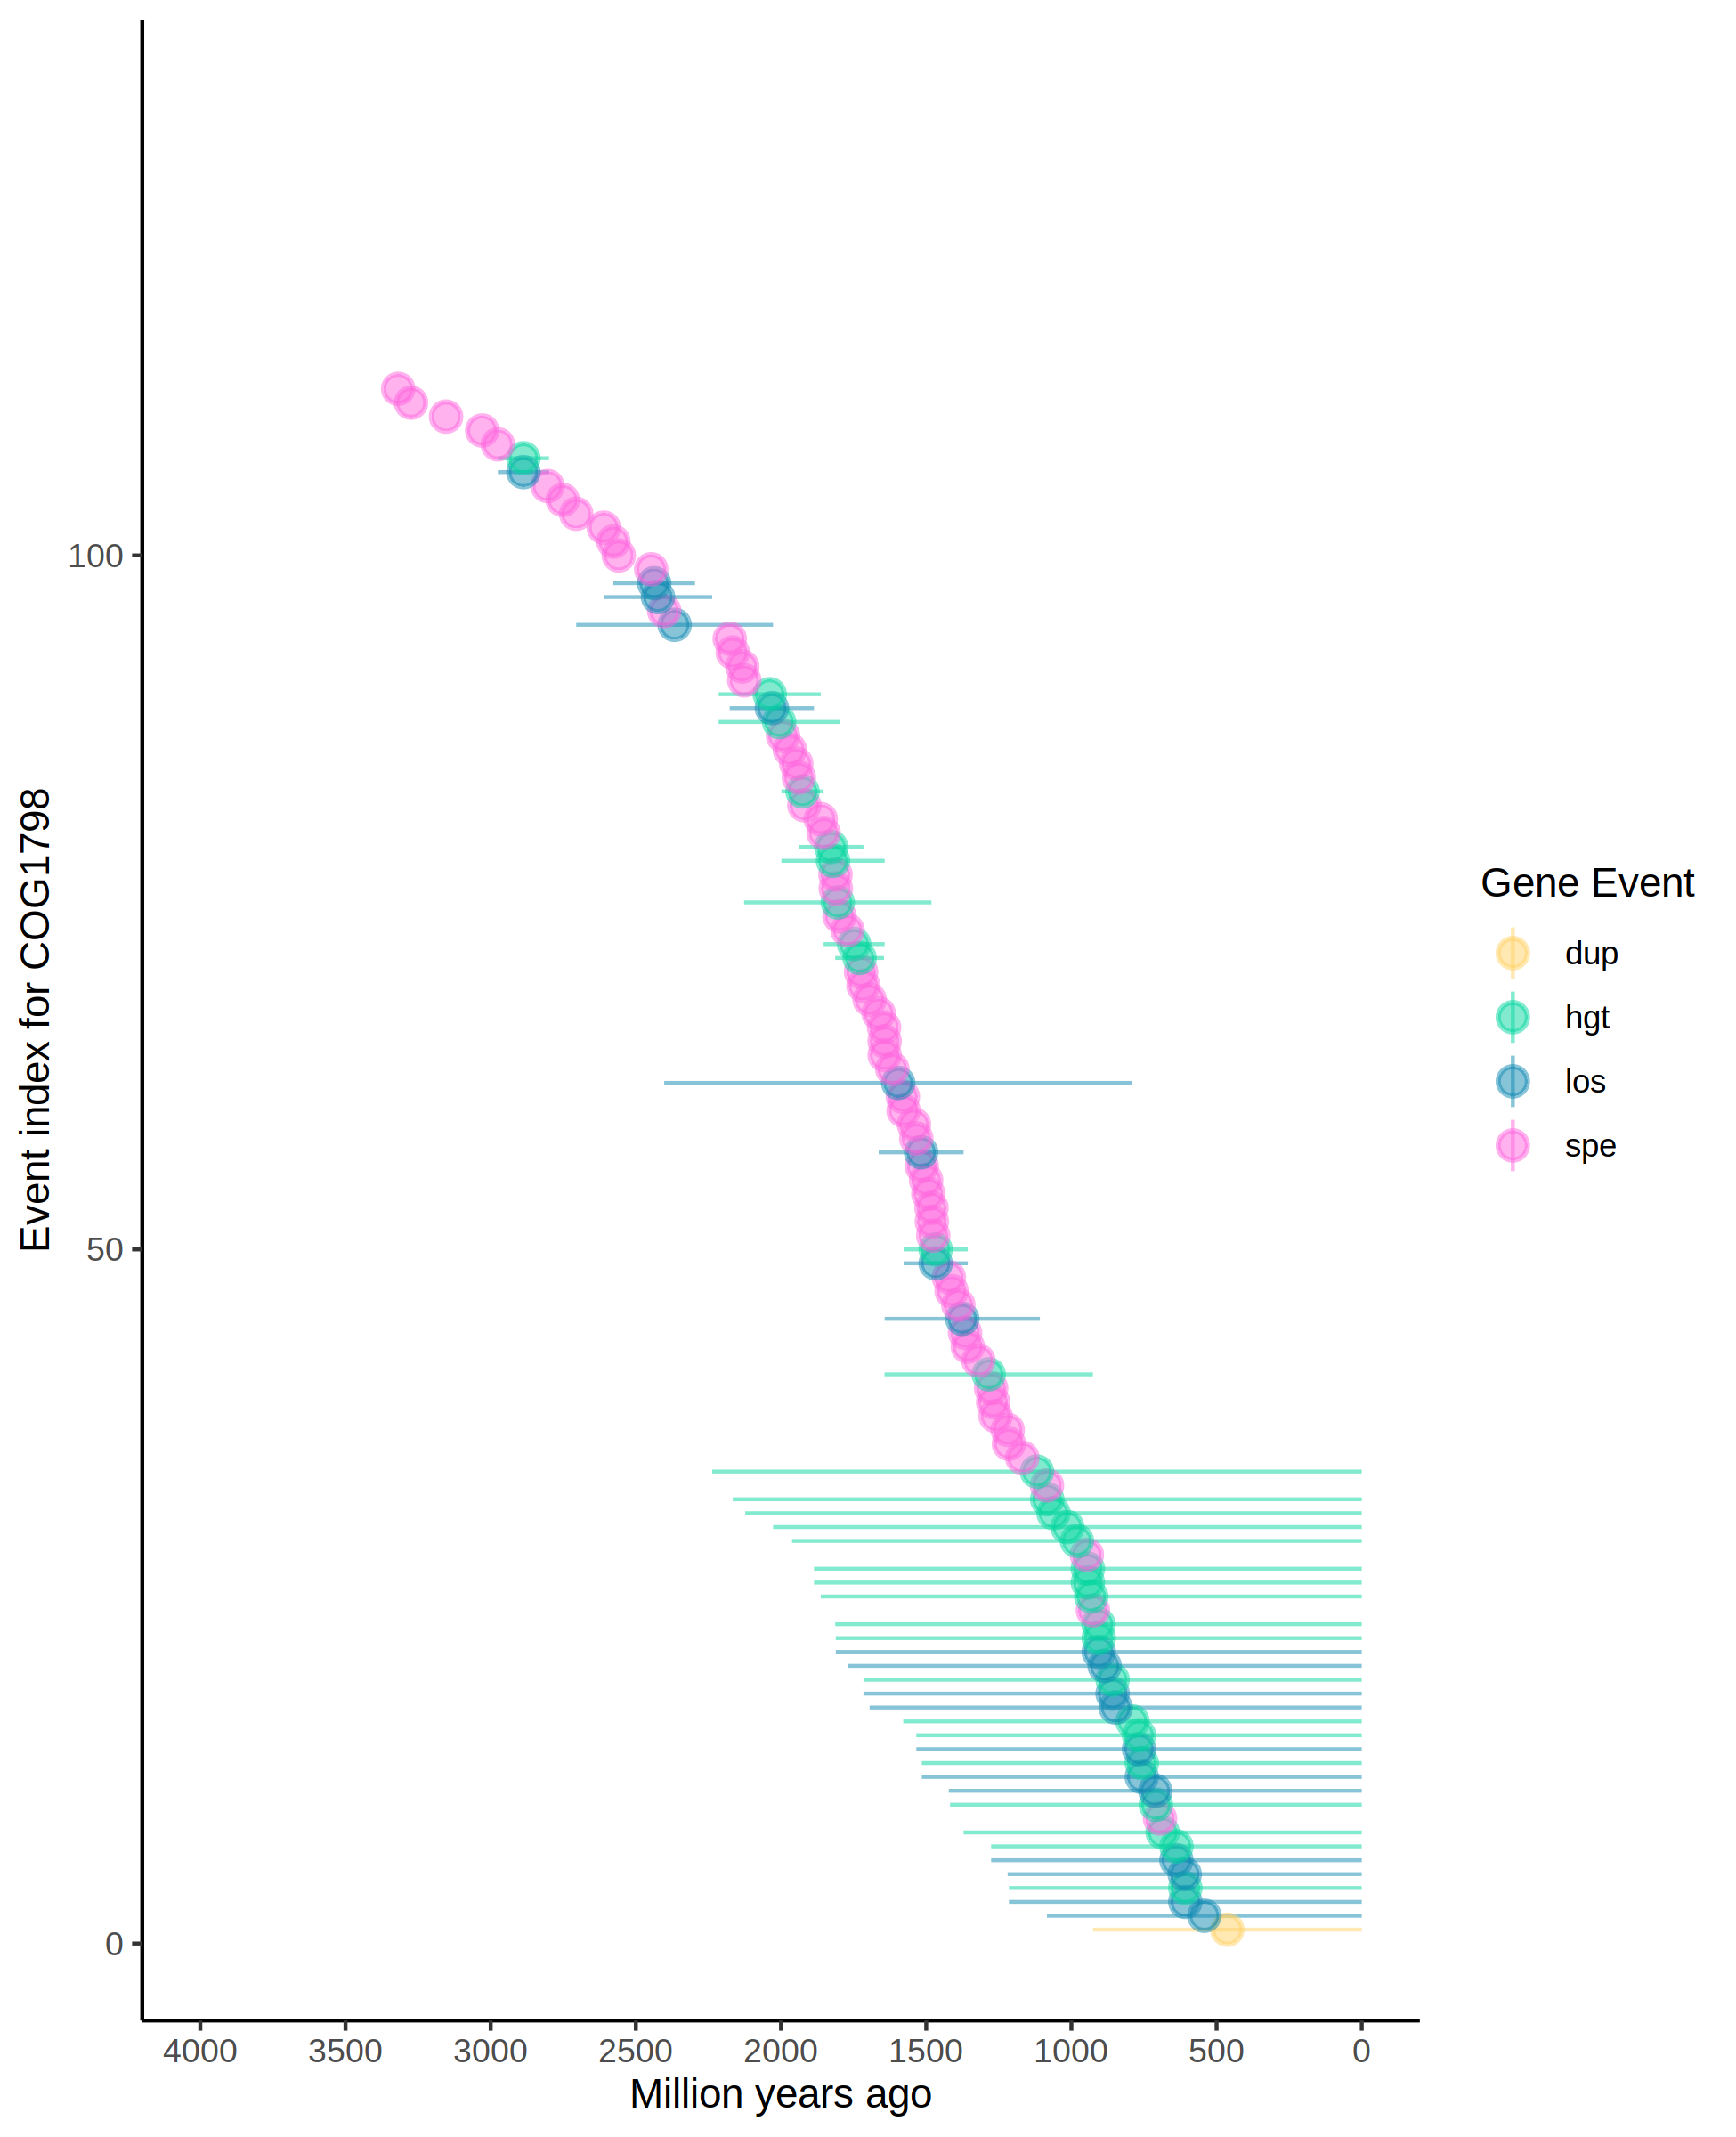 Event index for COG1798
100
50
0
4000 3500 3000 2500 2000 1500 1000 500 0
Million years ago
Gene Event
dup
hgt
los
spe